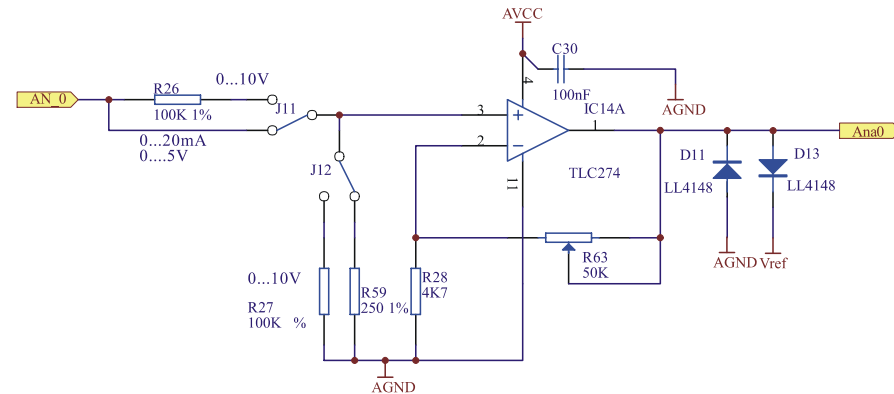 AVCC
C30
100nF
AGND
AN_0
R26
100K 1%
0...10V
J11
0...20mA
0....5V
J12
3
2
4
11
IC14A
TLC274
Ana0
D11
LL4148
D13
LL4148
AGND
Vref
R63
50K
0...10V
R27
100K %
R59
250 1%
R28
4K7
AGND